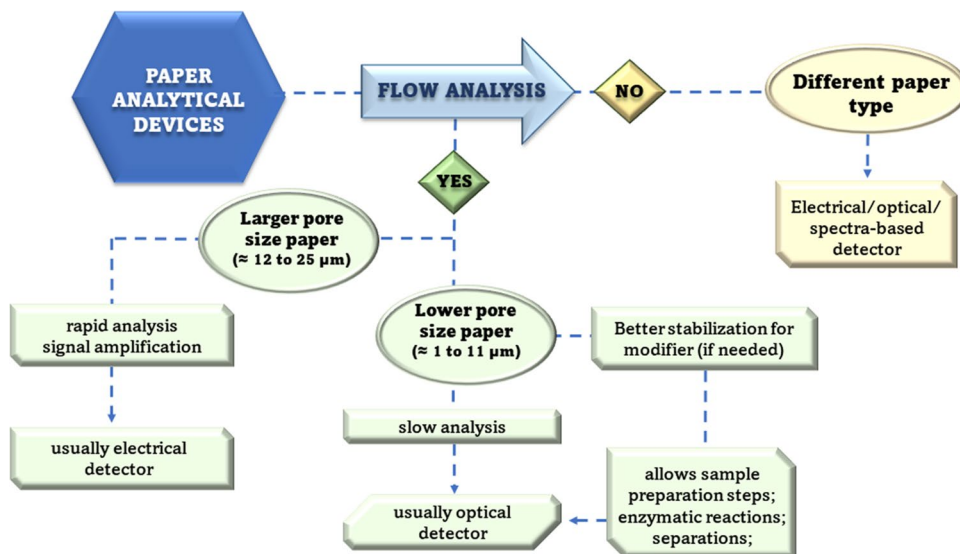 PAPER
ANALYTICAL
DEVICES
FLOW ANALYSIS
NO
Different paper
type
YES
Electrical/optical/
spectra-based
detector
Larger pore
size paper
(≈ 12 to 25 µm)
Lower pore
size paper
(≈ 1 to 11 µm)
rapid analysis
signal amplification
Better stabilization for
modifier (if needed)
slow analysis
usually electrical
detector
allows sample
preparation steps;
enzymatic reactions;
separations;
usually optical
detector